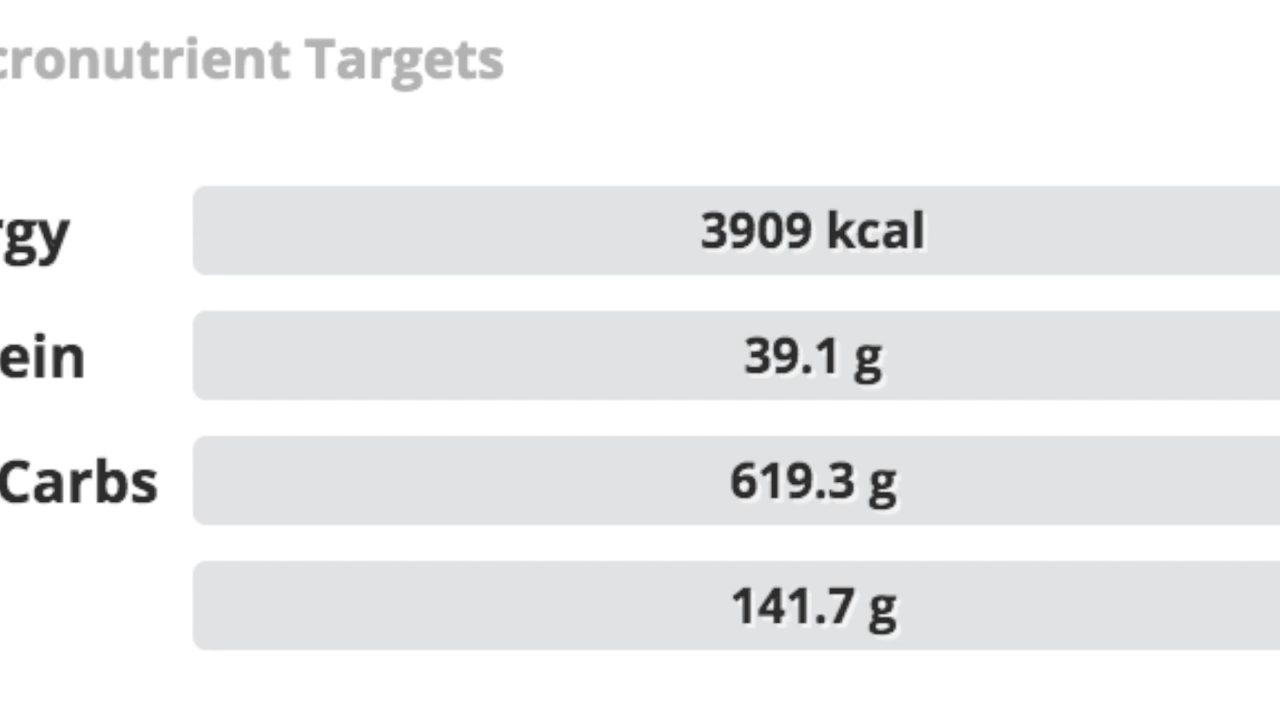 cronutrient Targets
rgy 3909 kcal
ein 39.1 g
Carbs 619.3 g
141.7 g